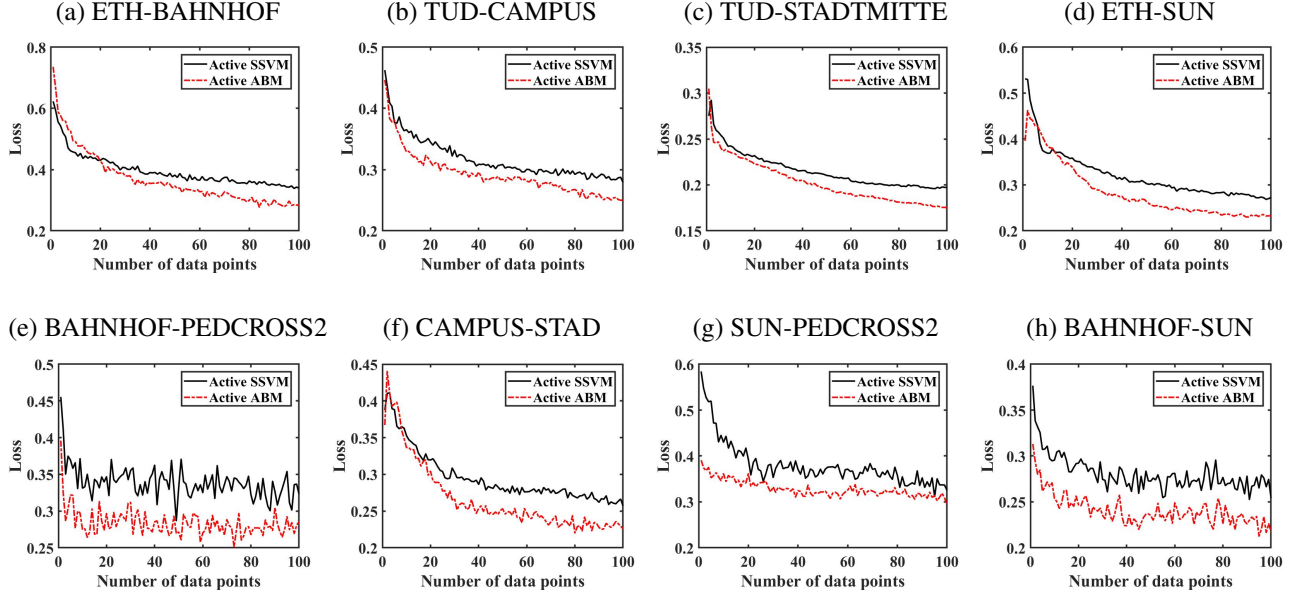 (a) ETH-BAHNHOF
(b) TUD-CAMPUS
(c) TUD-STADTMITTE
(d) ETH-SUN
0.8
0.6
0.4
0.2
Loss
Active SSVM
Active ABM
0 20 40 60 80 100
Number of data points
0.5
0.4
0.3
0.2
Loss
Active SSVM
Active ABM
0 20 40 60 80 100
Number of data points
0.35
0.3
0.25
0.2
0.15
Loss
Active SSVM
Active ABM
0 20 40 60 80 100
Number of data points
0.6
0.5
0.4
0.3
0.2
Loss
Active SSVM
Active ABM
0 20 40 60 80 100
Number of data points
(e) BAHNHOF-PEDCROSS2
(f) CAMPUS-STAD
(g) SUN-PEDCROSS2
(h) BAHNHOF-SUN
0.5
0.45
0.4
0.35
0.3
0.25
Loss
Active SSVM
Active ABM
0 20 40 60 80 100
Number of data points
0.45
0.4
0.35
0.3
0.25
0.2
Loss
Active SSVM
Active ABM
0 20 40 60 80 100
Number of data points
0.6
0.5
0.4
0.3
0.2
Loss
Active SSVM
Active ABM
0 20 40 60 80 100
Number of data points
0.4
0.35
0.3
0.25
0.2
Loss
Active SSVM
Active ABM
0 20 40 60 80 100
Number of data points